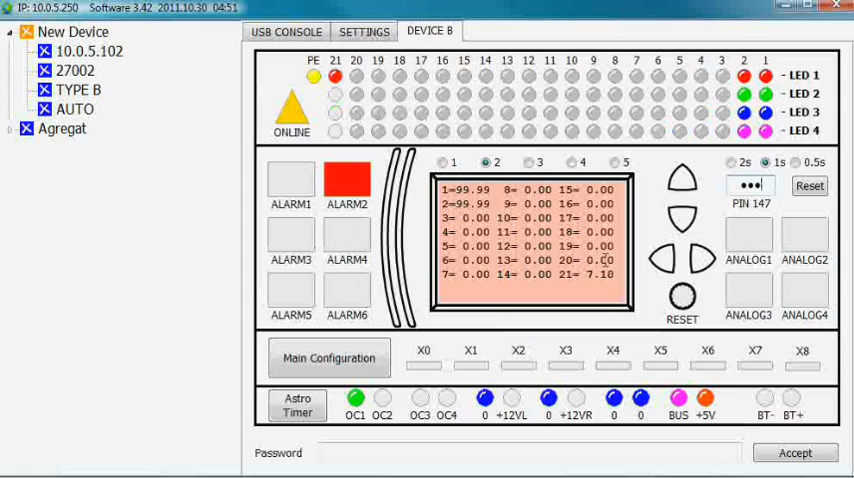 IP: 10.0.5.250 Software 3.42 2011.10.30 04:51
New Device
10.0.5.102
27002
TYPE B
AUTO
Agregat
USB CONSOLE SETTINGS DEVICE B
PE 21 20 19 18 17 16 15 14 13 12 11 10 9 8 7 6 5 4 3 2 1
- LED 1
- LED 2
- LED 3
- LED 4
ONLINE
1 2 3 4 5
2s 1s 0.5s
ALARM1 ALARM2
ALARM3 ALARM4
ALARM5 ALARM6
1=99.99 8= 0.00 15= 0.00
2=99.99 9= 0.00 16= 0.00
3= 0.00 10= 0.00 17= 0.00
4= 0.00 11= 0.00 18= 0.00
5= 0.00 12= 0.00 19= 0.00
6= 0.00 13= 0.00 20= 0.00
7= 0.00 14= 0.00 21= 7.10
RESET
•••
Reset
PIN 147
ANALOG1 ANALOG2
ANALOG3 ANALOG4
Main Configuration
X0 X1 X2 X3 X4 X5 X6 X7 X8
Astro
Timer
OC1 OC2 OC3 OC4 0 +12VL 0 +12VR 0 0 BUS +5V BT- BT+
Password
Accept